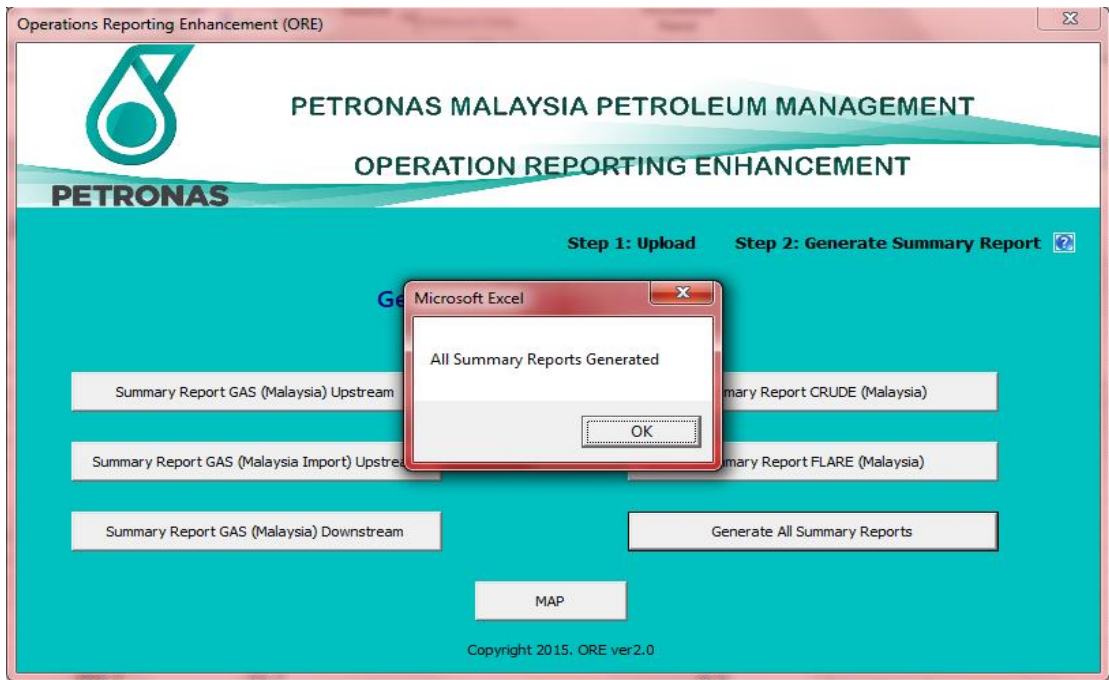 Operations Reporting Enhancement (ORE)
PETRONAS MALAYSIA PETROLEUM MANAGEMENT
OPERATION REPORTING ENHANCEMENT
PETRONAS
Step 1: Upload Step 2: Generate Summary Report
Ge
Microsoft Excel
All Summary Reports Generated
OK
Summary Report GAS (Malaysia) Upstream
mary Report CRUDE (Malaysia)
Summary Report GAS (Malaysia Import) Upstrea
mary Report FLARE (Malaysia)
Summary Report GAS (Malaysia) Downstream
Generate All Summary Reports
MAP
Copyright 2015. ORE ver2.0